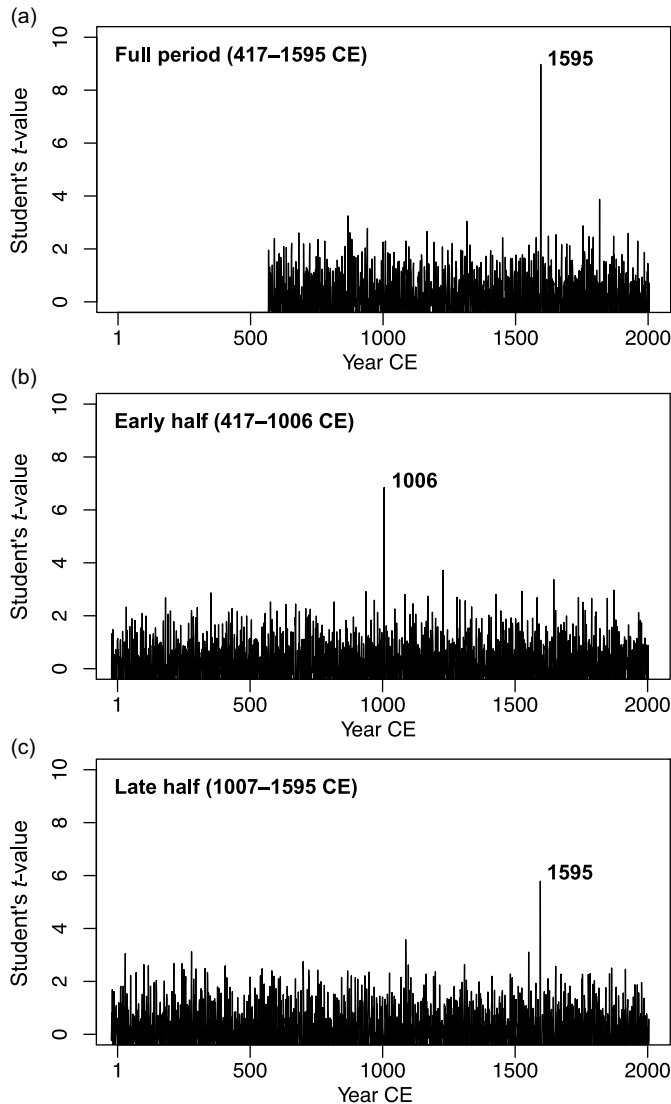 (a)
10
8
6
4
2
0
Student's t-value
Full period (417–1595 CE)
1595
1 500 1000 1500 2000
Year CE
(b)
10
8
6
4
2
0
Student's t-value
Early half (417–1006 CE)
1006
1 500 1000 1500 2000
Year CE
(c)
10
8
6
4
2
0
Student's t-value
Late half (1007–1595 CE)
1595
1 500 1000 1500 2000
Year CE